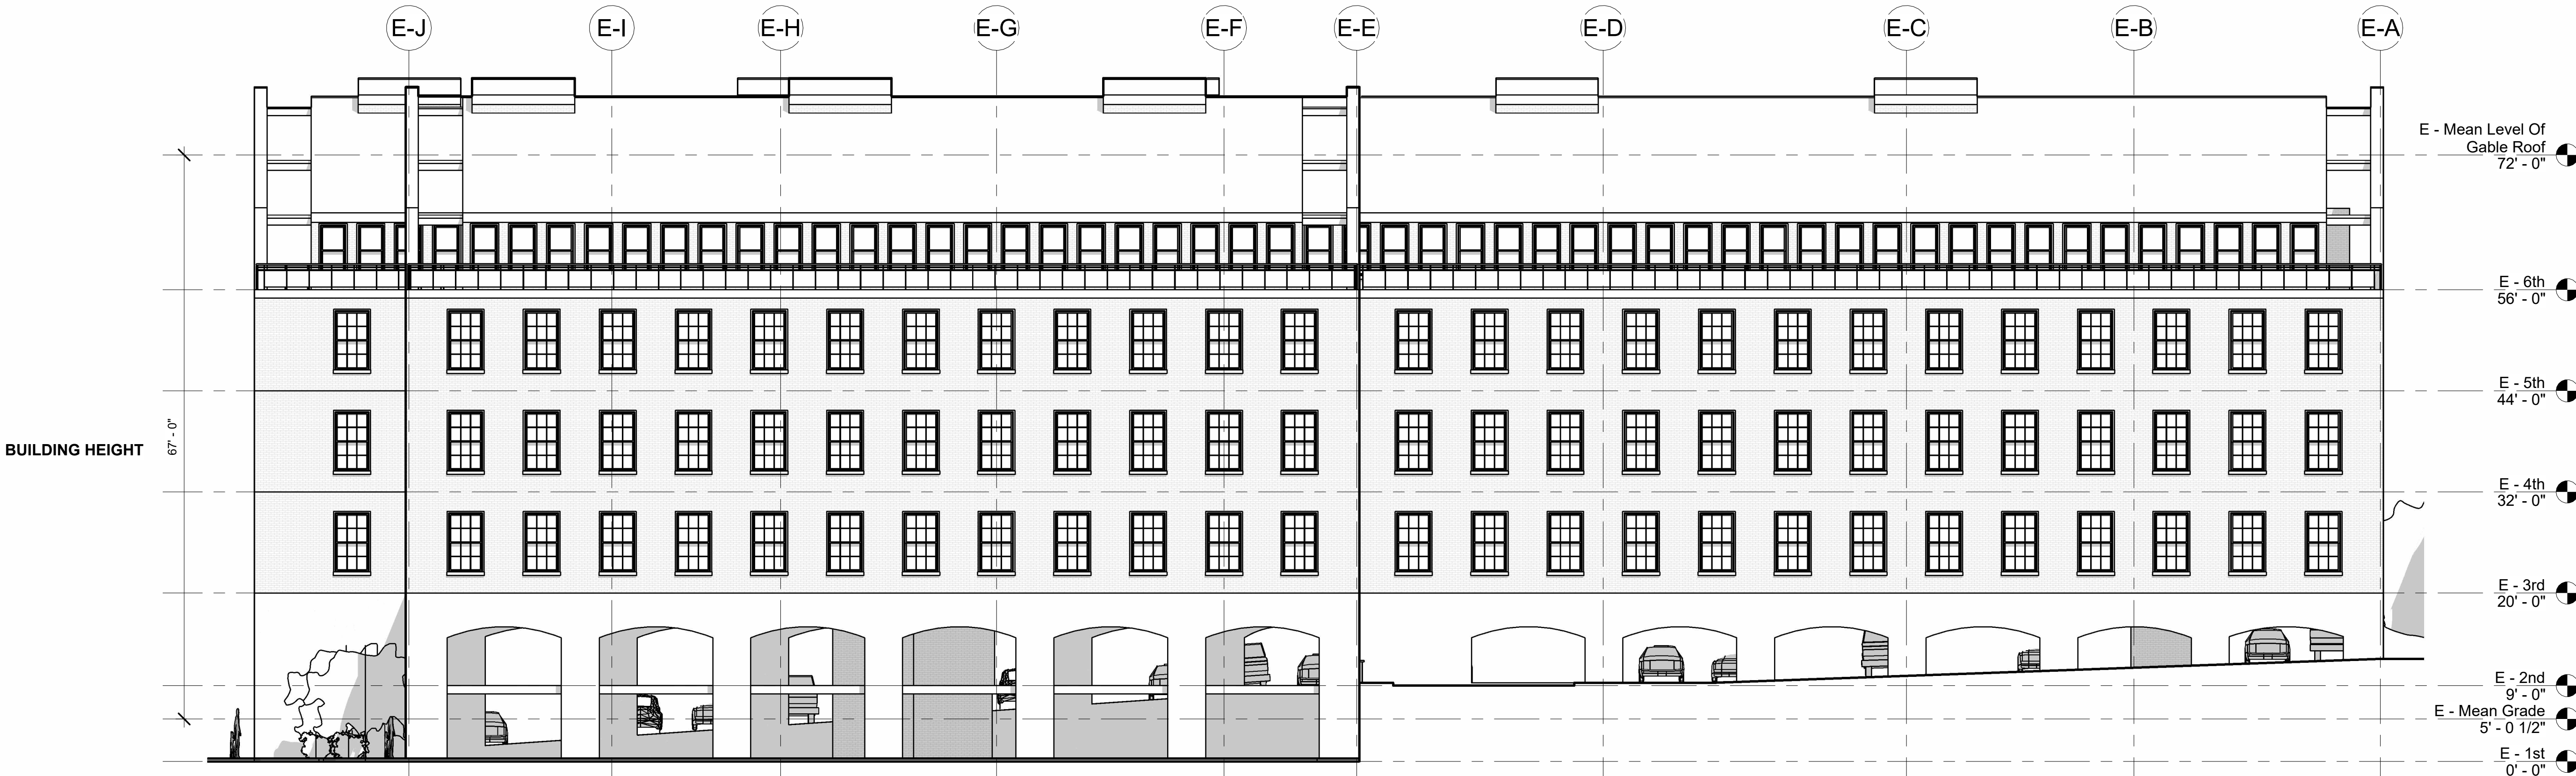 E-J
E-I
E-H
E-G
E-F
E-E
E-D
E-C
E-B
E-A
E - Mean Level Of
Gable Roof
72' - 0"
E - 6th
56' - 0"
E - 5th
44' - 0"
BUILDING HEIGHT
67' - 0"
E - 4th
32' - 0"
E - 3rd
20' - 0"
E - 2nd
9' - 0"
E - Mean Grade
5' - 0 1/2"
E - 1st
0' - 0"